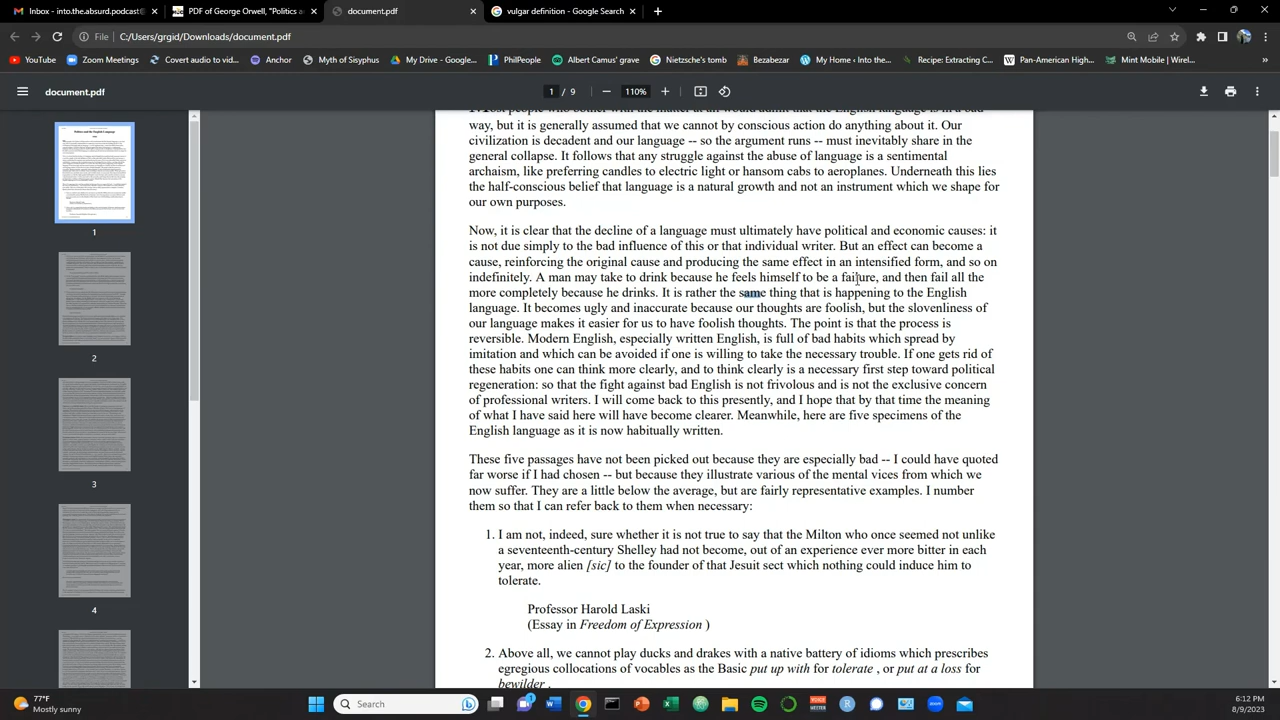 Inbox - into.the.absurd.podcast@
PDF of George Orwell, "Politics a
document.pdf
vulgar definition - Google Search
File C:/Users/grgid/Downloads/document.pdf
YouTube Zoom Meetings Covert audio to vid... Anchor Myth of Sisyphus My Drive - Google... PhilPeople Albert Camus' grave Nietzsche's tomb Bezabezar My Home ‹ Into the... Recipe: Extracting C... Pan-American High... Mint Mobile | Wirel...
document.pdf 1 / 9 110%
1
2
3
4
way, but it is generally assumed that we cannot by conscious action do anything about it. Our
civilization is decadent and our language -- so the argument runs -- must inevitably share in the
general collapse. It follows that any struggle against the abuse of language is a sentimental
archaism, like preferring candles to electric light or hansom cabs to aeroplanes. Underneath this lies
the half-conscious belief that language is a natural growth and not an instrument which we shape for
our own purposes.
Now, it is clear that the decline of a language must ultimately have political and economic causes: it
is not due simply to the bad influence of this or that individual writer. But an effect can become a
cause, reinforcing the original cause and producing the same effect in an intensified form, and so on
indefinitely. A man may take to drink because he feels himself to be a failure, and then fail all the
more completely because he drinks. It is rather the same thing that is happening to the English
language. It becomes ugly and inaccurate because our thoughts are foolish, but the slovenliness of
our language makes it easier for us to have foolish thoughts. The point is that the process is
reversible. Modern English, especially written English, is full of bad habits which spread by
imitation and which can be avoided if one is willing to take the necessary trouble. If one gets rid of
these habits one can think more clearly, and to think clearly is a necessary first step toward political
regeneration: so that the fight against bad English is not frivolous and is not the exclusive concern
of professional writers. I will come back to this presently, and I hope that by that time the meaning
of what I have said here will have become clearer. Meanwhile, here are five specimens of the
English language as it is now habitually written.
These five passages have not been picked out because they are especially bad -- I could have quoted
far worse if I had chosen -- but because they illustrate various of the mental vices from which we
now suffer. They are a little below the average, but are fairly representative examples. I number
them so that I can refer back to them when necessary:
1. I am not, indeed, sure whether it is not true to say that the Milton who once seemed not unlike
a seventeenth-century Shelley had not become, out of an experience ever more bitter in each
year, more alien [sic] to the founder of that Jesuit sect which nothing could induce him to
tolerate.
Professor Harold Laski
(Essay in Freedom of Expression )
2. Above all, we cannot play ducks and drakes with a native battery of idioms which prescribes
egregious collocations of vocables as the Basic put up with for tolerate , or put at a loss for
bewilder .
77°F
Mostly sunny
Search
6:12 PM
8/9/2023